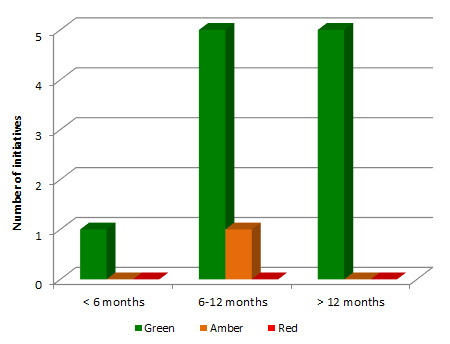 5
4
3
2
1
0
Number of initiatives
< 6 months 6-12 months > 12 months
Green Amber Red